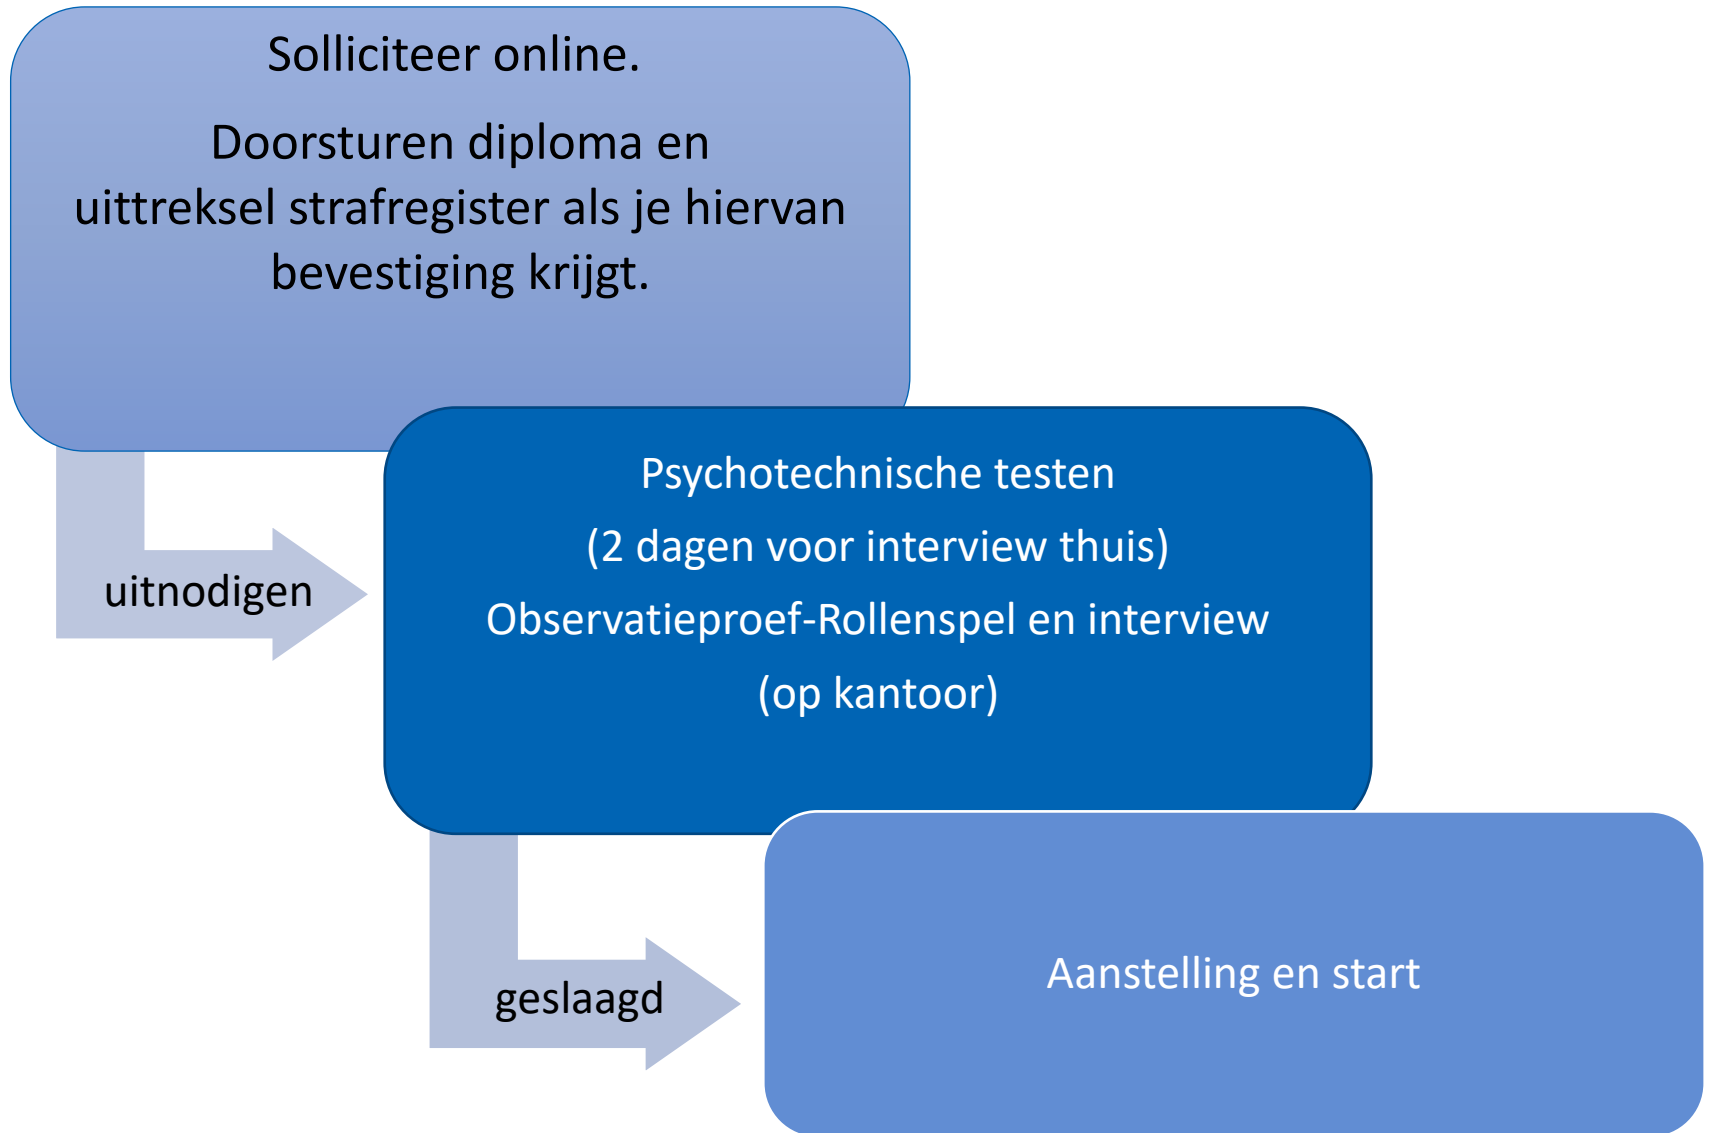 Solliciteer online.
Doorsturen diploma en
uittreksel strafregister als je hiervan
bevestiging krijgt.
uitnodigen
Psychotechnische testen
(2 dagen voor interview thuis)
Observatieproef-Rollenspel en interview
(op kantoor)
geslaagd
Aanstelling en start